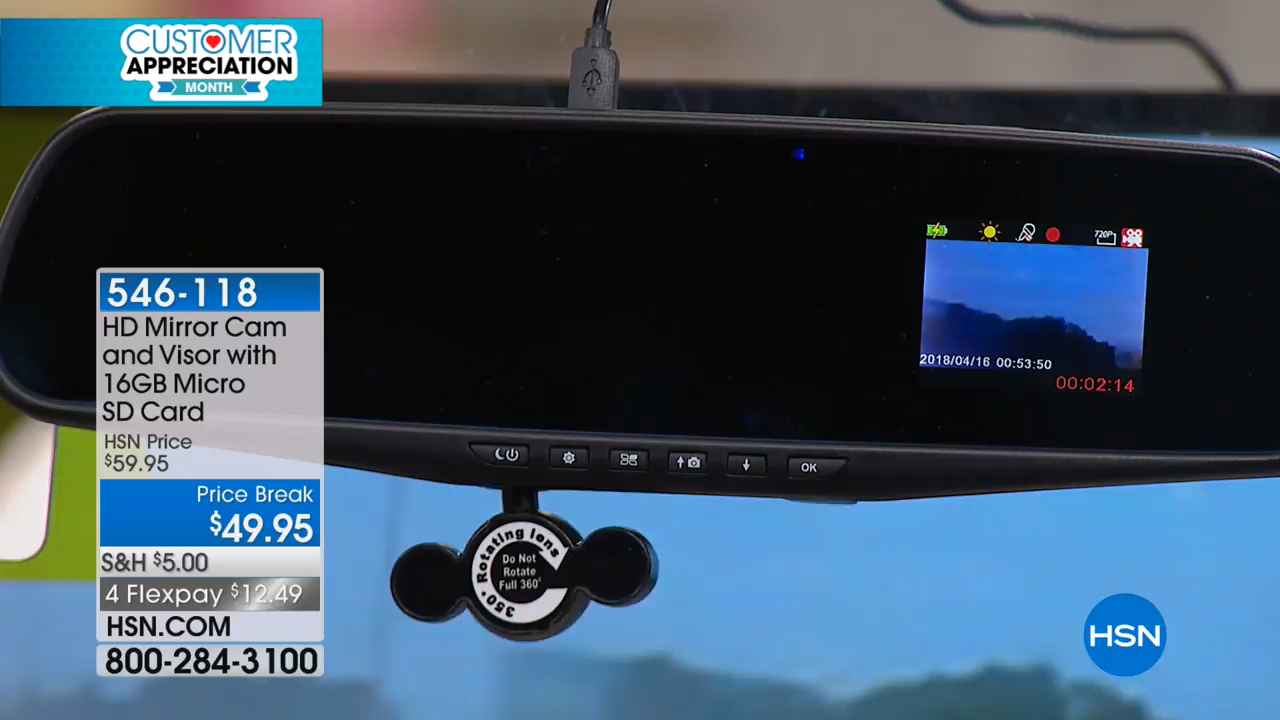 CUSTOMER
APPRECIATION
MONTH
720P
2018/04/16 00:53:50
00:02:14
546-118
HD Mirror Cam
and Visor with
16GB Micro
SD Card
HSN Price
$59.95
Price Break
$49.95
S&H $5.00
4 Flexpay $12.49
HSN.COM
800-284-3100
OK
Rotating lens
Do Not
Rotate
Full 360°
350°
HSN